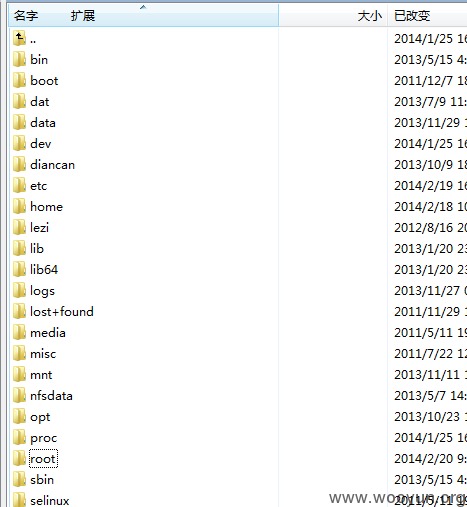 名字 扩展 大小 已改变
.. 2014/1/25 16
bin 2013/5/15 4:
boot 2011/12/7 18
dat 2013/7/9 11:
data 2013/11/29 1
dev 2014/1/25 16
diancan 2013/10/9 18
etc 2014/2/19 16
home 2014/2/18 10
lezi 2012/8/16 20
lib 2013/1/20 23
lib64 2013/1/20 23
logs 2013/11/27 0
lost+found 2011/11/29 1
media 2011/5/11 19
misc 2011/7/22 12
mnt 2013/11/11 1
nfsdata 2013/5/7 14:
opt 2013/10/23 1
proc 2014/1/25 16
root 2014/2/20 9:
sbin 2013/5/15 4:
selinux 2011/5/11 19
www.wooyun.org